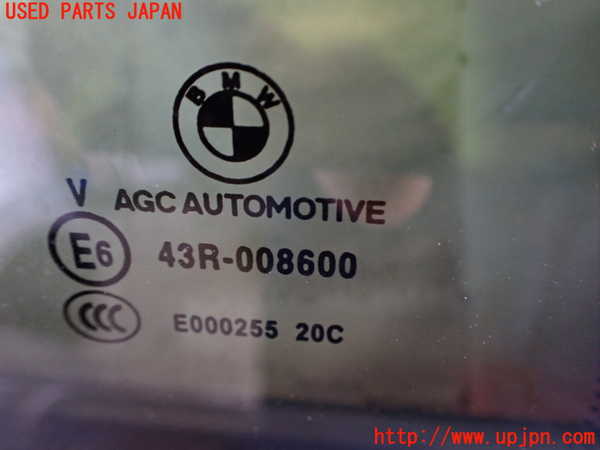 USED PARTS JAPAN
BMW
V AGC AUTOMOTIVE
E6 43R-008600
CCC E000255 20C
http://www.upjpn.com